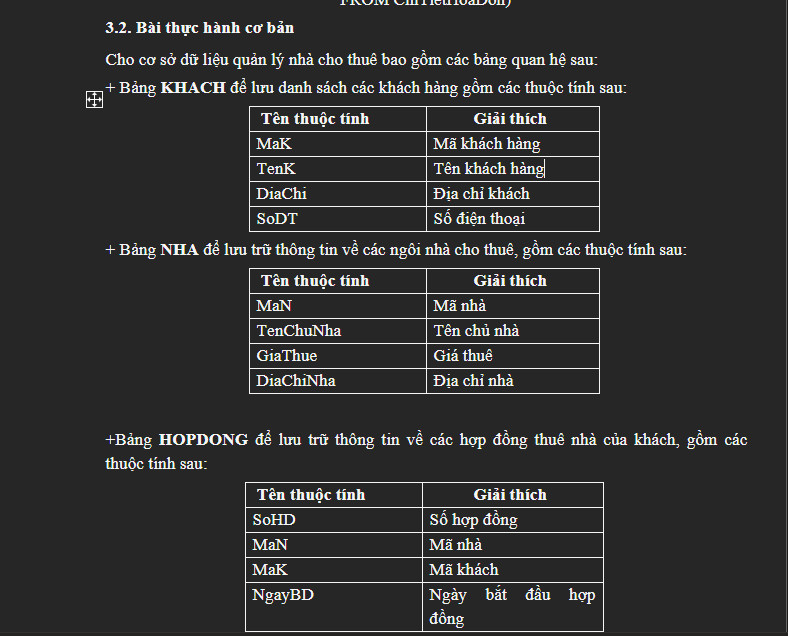 FROM ChiTietHoaDon)
3.2. Bài thực hành cơ bản
Cho cơ sở dữ liệu quản lý nhà cho thuê bao gồm các bảng quan hệ sau:
+ Bảng KHACH để lưu danh sách các khách hàng gồm các thuộc tính sau:
Tên thuộc tính Giải thích
MaK Mã khách hàng
TenK Tên khách hàng
DiaChi Địa chỉ khách
SoDT Số điện thoại
+ Bảng NHA để lưu trữ thông tin về các ngôi nhà cho thuê, gồm các thuộc tính sau:
Tên thuộc tính Giải thích
MaN Mã nhà
TenChuNha Tên chủ nhà
GiaThue Giá thuê
DiaChiNha Địa chỉ nhà
+Bảng HOPDONG để lưu trữ thông tin về các hợp đồng thuê nhà của khách, gồm các
thuộc tính sau:
Tên thuộc tính Giải thích
SoHD Số hợp đồng
MaN Mã nhà
MaK Mã khách
NgayBD Ngày bắt đầu hợp
đồng